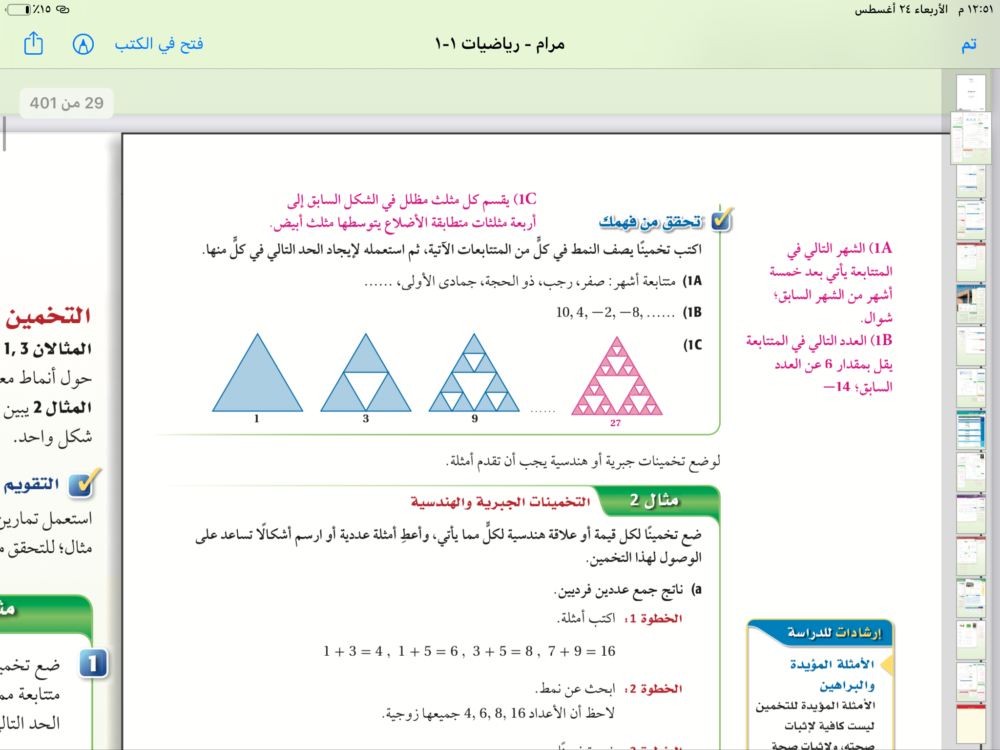 ١٢:٥١ م الأربعاء ٢٤ أغسطس
٪١٥
تم
مرام - رياضيات ١-١
فتح في الكتب
29 من 401
1C) يقسم كل مثلث مظلل في الشكل السابق إلى
أربعة مثلثات متطابقة الأضلاع يتوسطها مثلث أبيض.
تحقق من فهمك
اكتب تخمينًا يصف النمط في كلٍّ من المتتابعات الآتية، ثم استعمله لإيجاد الحد التالي في كلٍّ منها.
1A) متتابعة أشهر: صفر، رجب، ذو الحجة، جمادى الأولى، ......
1B) 10, 4, −2, −8, ......
1C)
1
3
9
......
27
1A) الشهر التالي في
المتتابعة يأتي بعد خمسة
أشهر من الشهر السابق؛
شوال.
1B) العدد التالي في المتتابعة
يقل بمقدار 6 عن العدد
السابق؛ 14−
لوضع تخمينات جبرية أو هندسية يجب أن تقدم أمثلة.
مثال 2
التخمينات الجبرية والهندسية
ضع تخمينًا لكل قيمة أو علاقة هندسية لكلٍّ مما يأتي، وأعطِ أمثلة عددية أو ارسم أشكالًا تساعد على
الوصول لهذا التخمين.
a) ناتج جمع عددين فرديين.
الخطوة 1: اكتب أمثلة.
1 + 3 = 4 , 1 + 5 = 6 , 3 + 5 = 8 , 7 + 9 = 16
الخطوة 2: ابحث عن نمط.
لاحظ أن الأعداد 4, 6, 8, 16 جميعها زوجية.
إرشادات للدراسة
الأمثلة المؤيدة
والبراهين
الأمثلة المؤيدة للتخمين
ليست كافية لإثبات
صحته، ولإثبات صحة
التخمين
المثالان 1, 3
حول أنماط
المثال 2 يبين
شكل واحد.
التقويم
استعمل تمارين
مثال؛ للتحقق
1
ضع
متتابعة
الحد